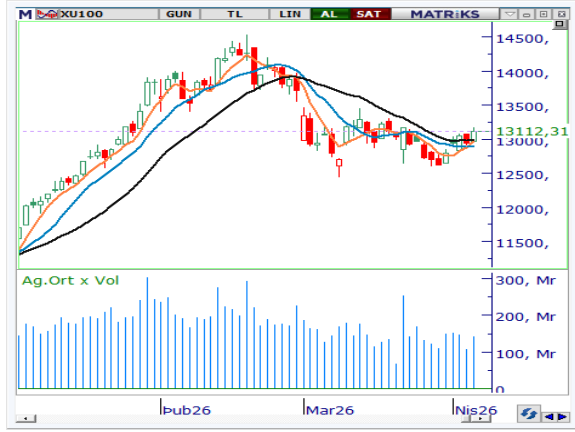 M XU100 GUN TL LIN AL SAT MATRiKS
14500,
14000,
13500,
13112,31
13000,
12500,
12000,
11500,
Ag.Ort x Vol
300, Mr
200, Mr
100, Mr
0
Þub26 Mar26 Nis26